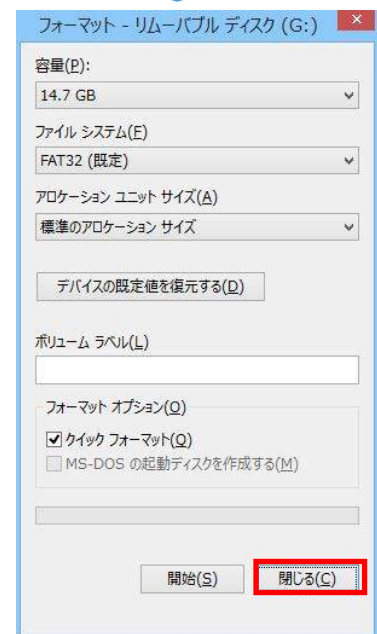 フォーマット - リムーバブル ディスク (G:)
容量(P):
14.7 GB
ファイル システム(F)
FAT32 (既定)
アロケーション ユニット サイズ(A)
標準のアロケーション サイズ
デバイスの既定値を復元する(D)
ボリューム ラベル(L)
フォーマット オプション(O)
クイック フォーマット(Q)
MS-DOS の起動ディスクを作成する(M)
開始(S) 閉じる(C)